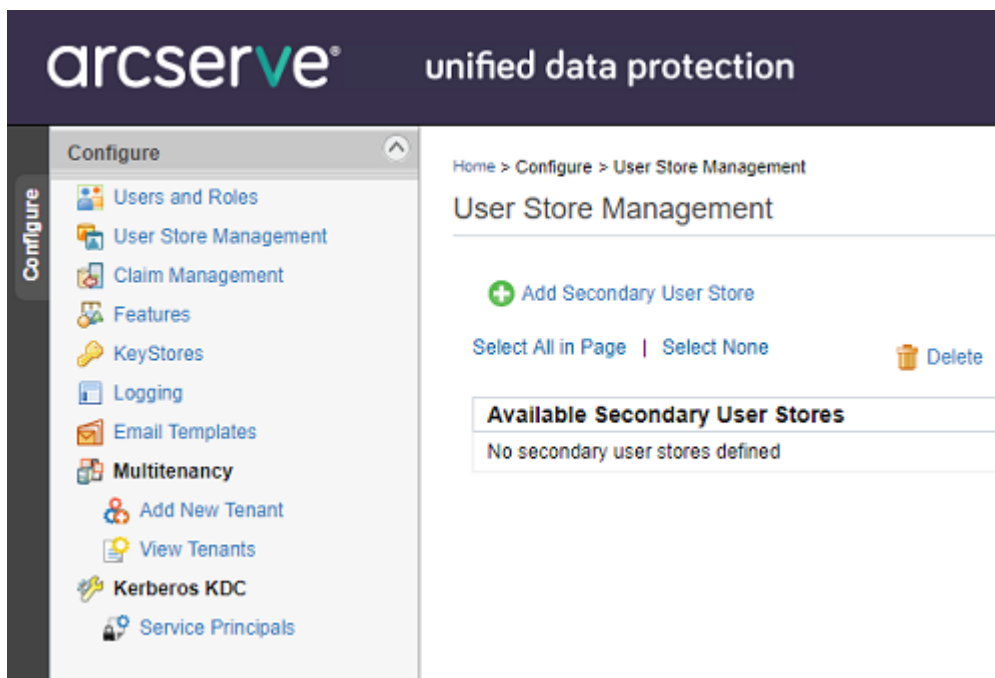 arcserve® unified data protection
Configure
Configure
Users and Roles
User Store Management
Claim Management
Features
KeyStores
Logging
Email Templates
Multitenancy
Add New Tenant
View Tenants
Kerberos KDC
Service Principals
Home > Configure > User Store Management
User Store Management
Add Secondary User Store
Select All in Page | Select None Delete
Available Secondary User Stores
No secondary user stores defined